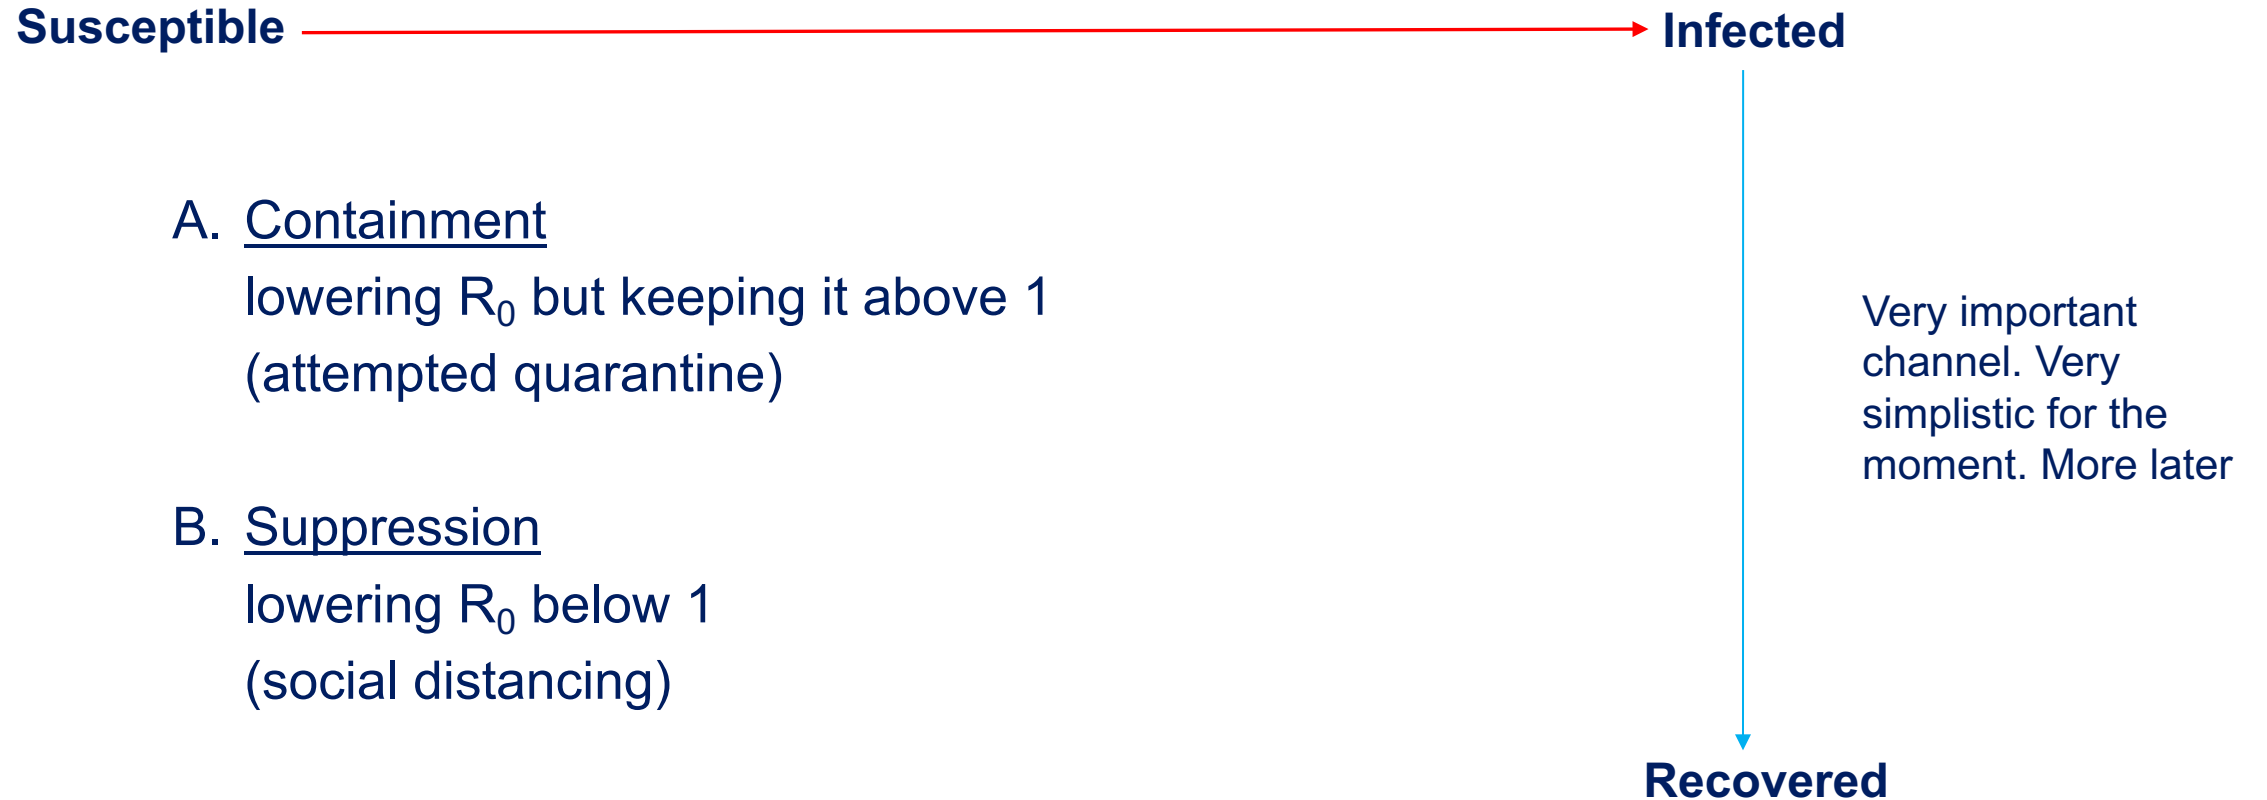 Susceptible
Infected
A. Containment
lowering R₀ but keeping it above 1
(attempted quarantine)
Very important
channel. Very
simplistic for the
moment. More later
B. Suppression
lowering R₀ below 1
(social distancing)
Recovered